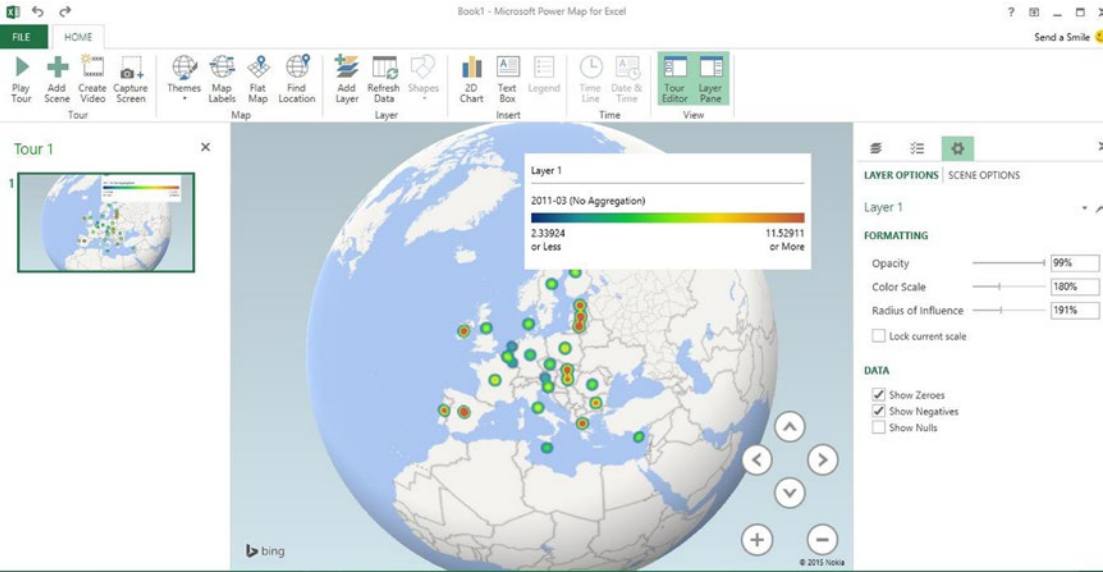 Book1 - Microsoft Power Map for Excel
?
FILE HOME
Send a Smile
Play Tour
Add Scene
Create Video
Capture Screen
Themes
Map Labels
Flat Map
Find Location
Add Layer
Refresh Data
Shapes
2D Chart
Text Box
Legend
Time Line
Date & Time
Tour Editor
Layer Pane
Tour Map Layer Insert Time View
Tour 1
1
Layer 1
2011-03 (No Aggregation)
2.33924 11.52911
or Less or More
bing
© 2015 Nokia
LAYER OPTIONS SCENE OPTIONS
Layer 1
FORMATTING
Opacity 99%
Color Scale 180%
Radius of Influence 191%
Lock current scale
DATA
Show Zeroes
Show Negatives
Show Nulls